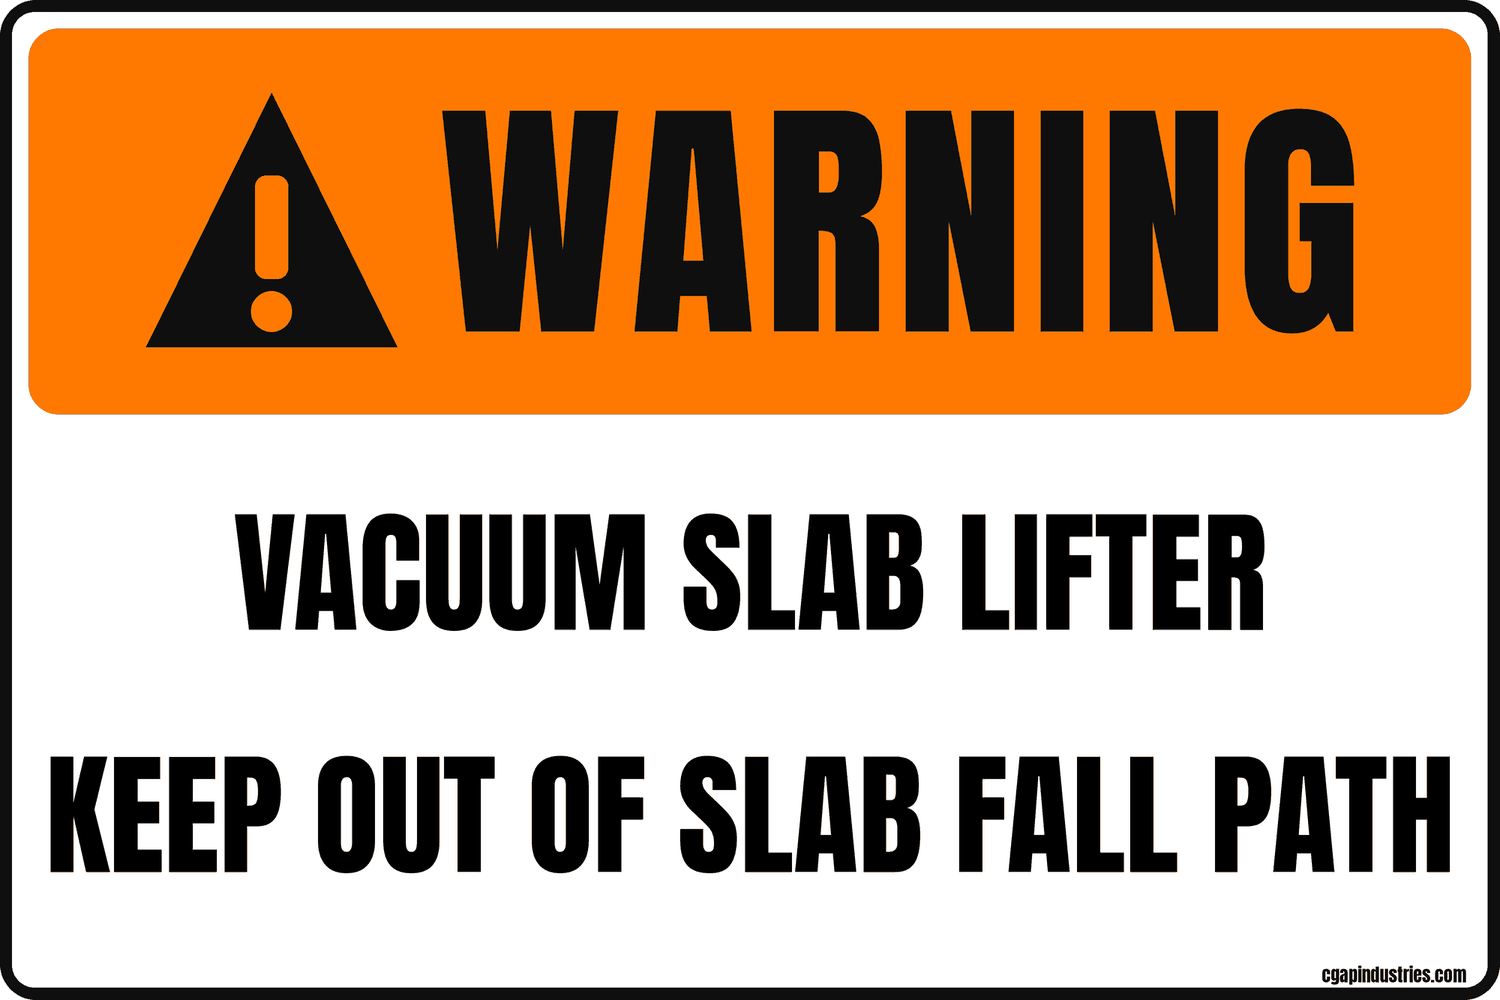 WARNING
VACUUM SLAB LIFTER
KEEP OUT OF SLAB FALL PATH
cgapindustries.com